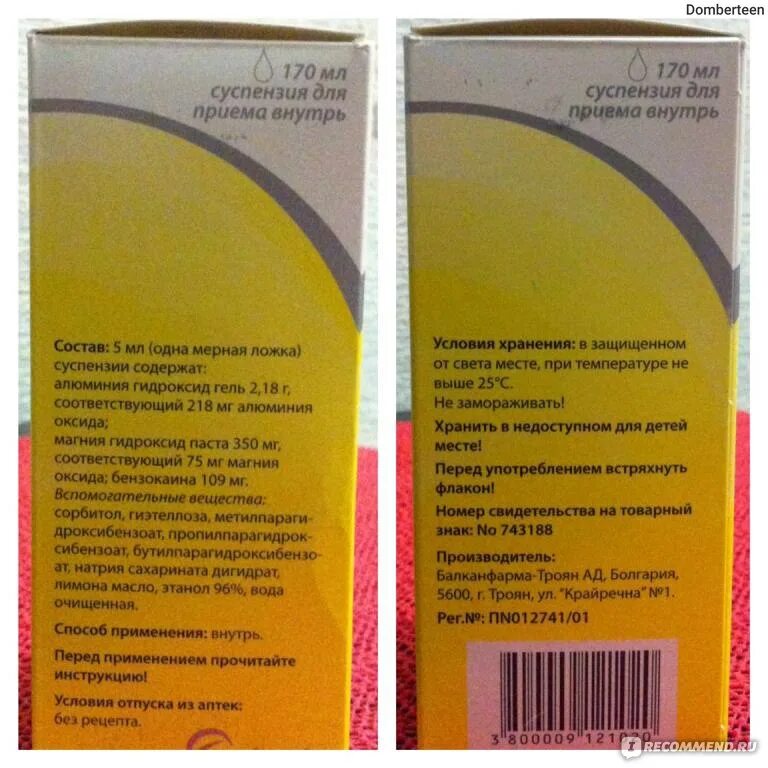 Domberteen
170 мл
суспензия для
приема внутрь
Состав: 5 мл (одна мерная ложка)
суспензии содержат:
алюминия гидроксид гель 2,18 г,
соответствующий 218 мг алюминия
оксида;
магния гидроксид паста 350 мг,
соответствующий 75 мг магния
оксида; бензокаина 109 мг.
Вспомогательные вещества:
сорбитол, гиэтеллоза, метилпараги-
дроксибензоат, пропилпарагидрок-
сибензоат, бутилпарагидроксибензо-
ат, натрия сахарината дигидрат,
лимона масло, этанол 96%, вода
очищенная.
Способ применения: внутрь.
Перед применением прочитайте
инструкцию!
Условия отпуска из аптек:
без рецепта.
170 мл
суспензия для
приема внутрь
Условия хранения: в защищенном
от света месте, при температуре не
выше 25°С.
Не замораживать!
Хранить в недоступном для детей
месте!
Перед употреблением встряхнуть
флакон!
Номер свидетельства на товарный
знак: No 743188
Производитель:
Балканфарма-Троян АД, Болгария,
5600, г. Троян, ул. "Крайречна" №1.
Рег.№: ПN012741/01
3 800009 121
IRECOMMEND.RU